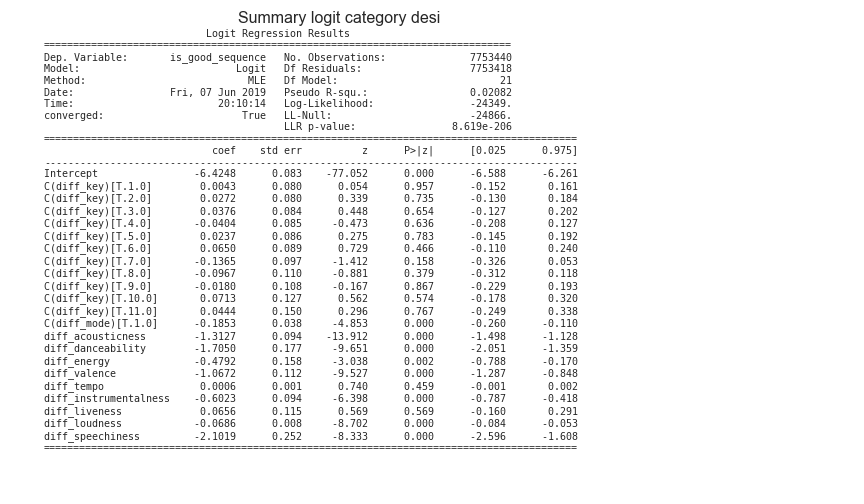 Summary logit category desi
Logit Regression Results
==============================================================================
Dep. Variable:       is_good_sequence   No. Observations:              7753440
Model:                          Logit   Df Residuals:                  7753418
Method:                           MLE   Df Model:                           21
Date:                Fri, 07 Jun 2019   Pseudo R-squ.:                 0.02082
Time:                        20:10:14   Log-Likelihood:                -24349.
converged:                       True   LL-Null:                       -24866.
                                        LLR p-value:                8.619e-206
=========================================================================================
                            coef    std err          z      P>|z|      [0.025      0.975]
-----------------------------------------------------------------------------------------
Intercept                -6.4248      0.083    -77.052      0.000      -6.588      -6.261
C(diff_key)[T.1.0]        0.0043      0.080      0.054      0.957      -0.152       0.161
C(diff_key)[T.2.0]        0.0272      0.080      0.339      0.735      -0.130       0.184
C(diff_key)[T.3.0]        0.0376      0.084      0.448      0.654      -0.127       0.202
C(diff_key)[T.4.0]       -0.0404      0.085     -0.473      0.636      -0.208       0.127
C(diff_key)[T.5.0]        0.0237      0.086      0.275      0.783      -0.145       0.192
C(diff_key)[T.6.0]        0.0650      0.089      0.729      0.466      -0.110       0.240
C(diff_key)[T.7.0]       -0.1365      0.097     -1.412      0.158      -0.326       0.053
C(diff_key)[T.8.0]       -0.0967      0.110     -0.881      0.379      -0.312       0.118
C(diff_key)[T.9.0]       -0.0180      0.108     -0.167      0.867      -0.229       0.193
C(diff_key)[T.10.0]       0.0713      0.127      0.562      0.574      -0.178       0.320
C(diff_key)[T.11.0]       0.0444      0.150      0.296      0.767      -0.249       0.338
C(diff_mode)[T.1.0]      -0.1853      0.038     -4.853      0.000      -0.260      -0.110
diff_acousticness        -1.3127      0.094    -13.912      0.000      -1.498      -1.128
diff_danceability        -1.7050      0.177     -9.651      0.000      -2.051      -1.359
diff_energy              -0.4792      0.158     -3.038      0.002      -0.788      -0.170
diff_valence             -1.0672      0.112     -9.527      0.000      -1.287      -0.848
diff_tempo                0.0006      0.001      0.740      0.459      -0.001       0.002
diff_instrumentalness    -0.6023      0.094     -6.398      0.000      -0.787      -0.418
diff_liveness             0.0656      0.115      0.569      0.569      -0.160       0.291
diff_loudness            -0.0686      0.008     -8.702      0.000      -0.084      -0.053
diff_speechiness         -2.1019      0.252     -8.333      0.000      -2.596      -1.608
=========================================================================================